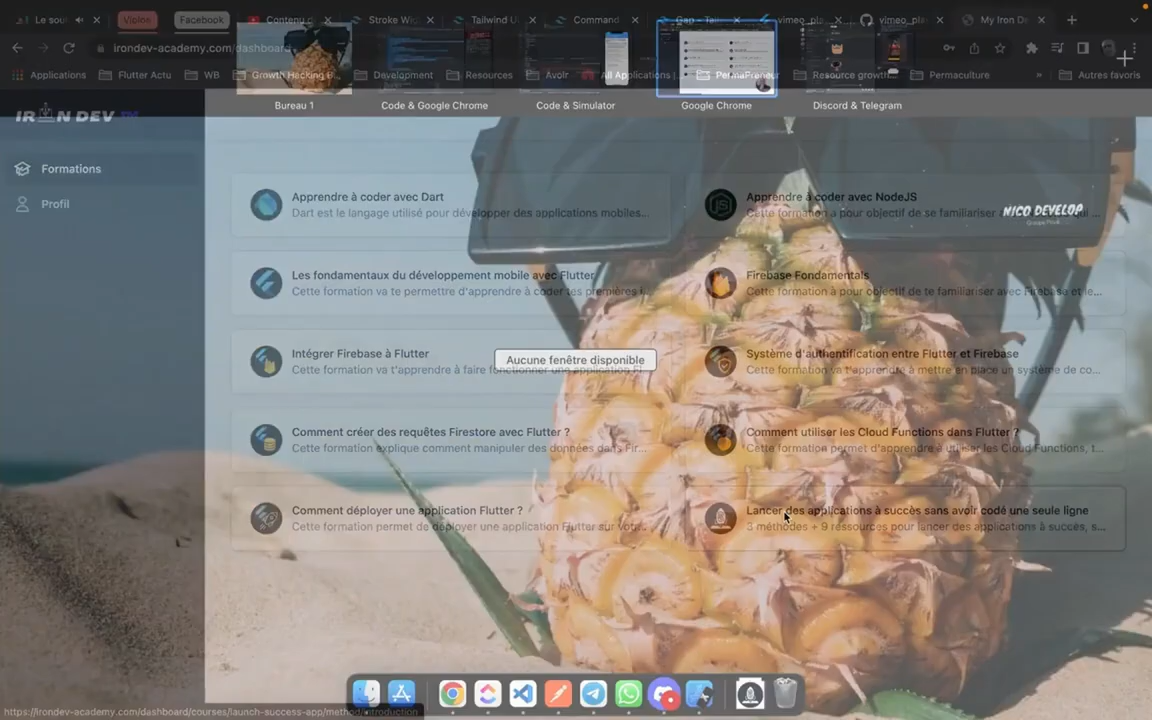 Le sou
Vipion
Facebook
Contenu d
Stroke Wid
Tailwind U
Command
Gap - Tail
vimeo_pla
vimeo_pla
My Iron De
irondev-academy.com/dashboard
Applications
Flutter Actu
WB
Growth Hacking B
Development
Resources
Avoir
All Applications
PermaPreneur
Resource growth
Permaculture
»
Autres favoris
Bureau 1
Code & Google Chrome
Code & Simulator
Google Chrome
Discord & Telegram
IRON DEV
Formations
Profil
NICO DEVELOP
Apprendre à coder avec Dart
Dart est le langage utilisé pour développer des applications mobiles...
Apprendre à coder avec NodeJS
Cette formation a pour objectif de se familiariser
Les fondamentaux du développement mobile avec Flutter
Cette formation va te permettre d'apprendre à coder tes premières i...
Firebase Fondamentals
Cette formation à pour objectif de te familiariser avec Firebase et le...
Intégrer Firebase à Flutter
Cette formation va t'apprendre à faire fonctionner une application Fi...
Aucune fenêtre disponible
Système d'authentification entre Flutter et Firebase
Cette formation va t'apprendre à mettre en place un système de co...
Comment créer des requêtes Firestore avec Flutter ?
Cette formation explique comment manipuler des données dans Fir...
Comment utiliser les Cloud Functions dans Flutter ?
Cette formation permet d'apprendre à utiliser les Cloud Functions, t...
Comment déployer une application Flutter ?
Cette formation permet de déployer une application Flutter sur votr...
Lancer des applications à succès sans avoir codé une seule ligne
3 méthodes + 9 ressources pour lancer des applications à succès, s...
https://irondev-academy.com/dashboard/courses/launch-success-app/method/introduction